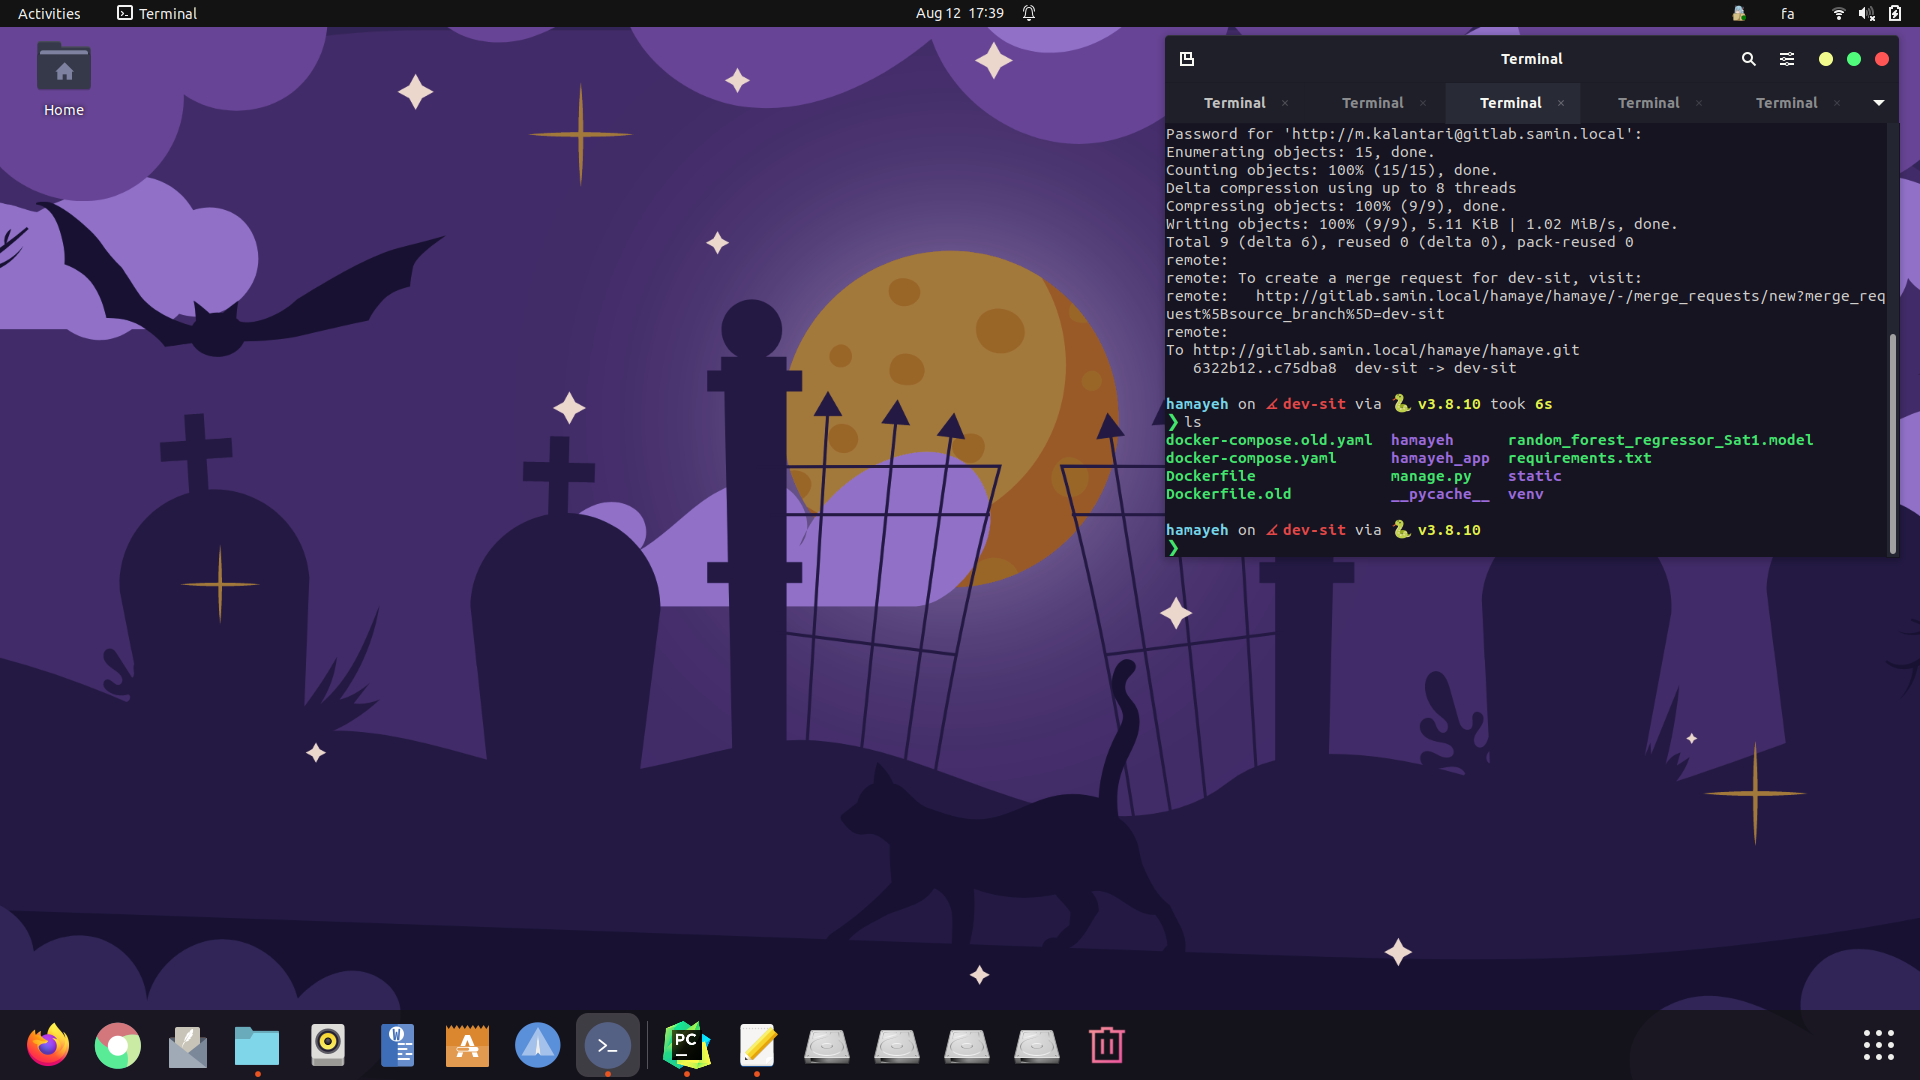 Activities
Terminal
Aug 12 17:39
fa
Home
Terminal
Terminal × Terminal × Terminal × Terminal × Terminal ×
Password for 'http://m.kalantari@gitlab.samin.local':
Enumerating objects: 15, done.
Counting objects: 100% (15/15), done.
Delta compression using up to 8 threads
Compressing objects: 100% (9/9), done.
Writing objects: 100% (9/9), 5.11 KiB | 1.02 MiB/s, done.
Total 9 (delta 6), reused 0 (delta 0), pack-reused 0
remote:
remote: To create a merge request for dev-sit, visit:
remote:   http://gitlab.samin.local/hamaye/hamaye/-/merge_requests/new?merge_req
uest%5Bsource_branch%5D=dev-sit
remote:
To http://gitlab.samin.local/hamaye/hamaye.git
   6322b12..c75dba8  dev-sit -> dev-sit
hamayeh on dev-sit via 🐍 v3.8.10 took 6s
❯ ls
docker-compose.old.yaml  hamayeh      random_forest_regressor_Sat1.model
docker-compose.yaml      hamayeh_app  requirements.txt
Dockerfile               manage.py    static
Dockerfile.old           __pycache__  venv
hamayeh on dev-sit via 🐍 v3.8.10
❯
W
A
>_
PC